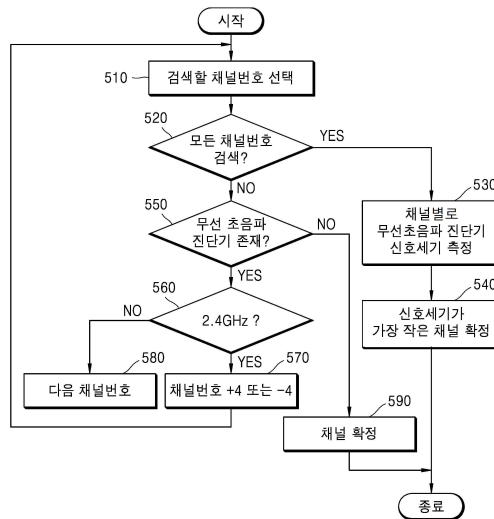 시작
510
검색할 채널번호 선택
520
모든 채널번호
검색?
YES
NO
530
채널별로
무선초음파 진단기
신호세기 측정
550
무선 초음파
진단기 존재?
NO
YES
540
신호세기가
가장 작은 채널 확정
560
2.4GHz ?
NO
YES
580
다음 채널번호
570
채널번호 +4 또는 -4
590
채널 확정
종료